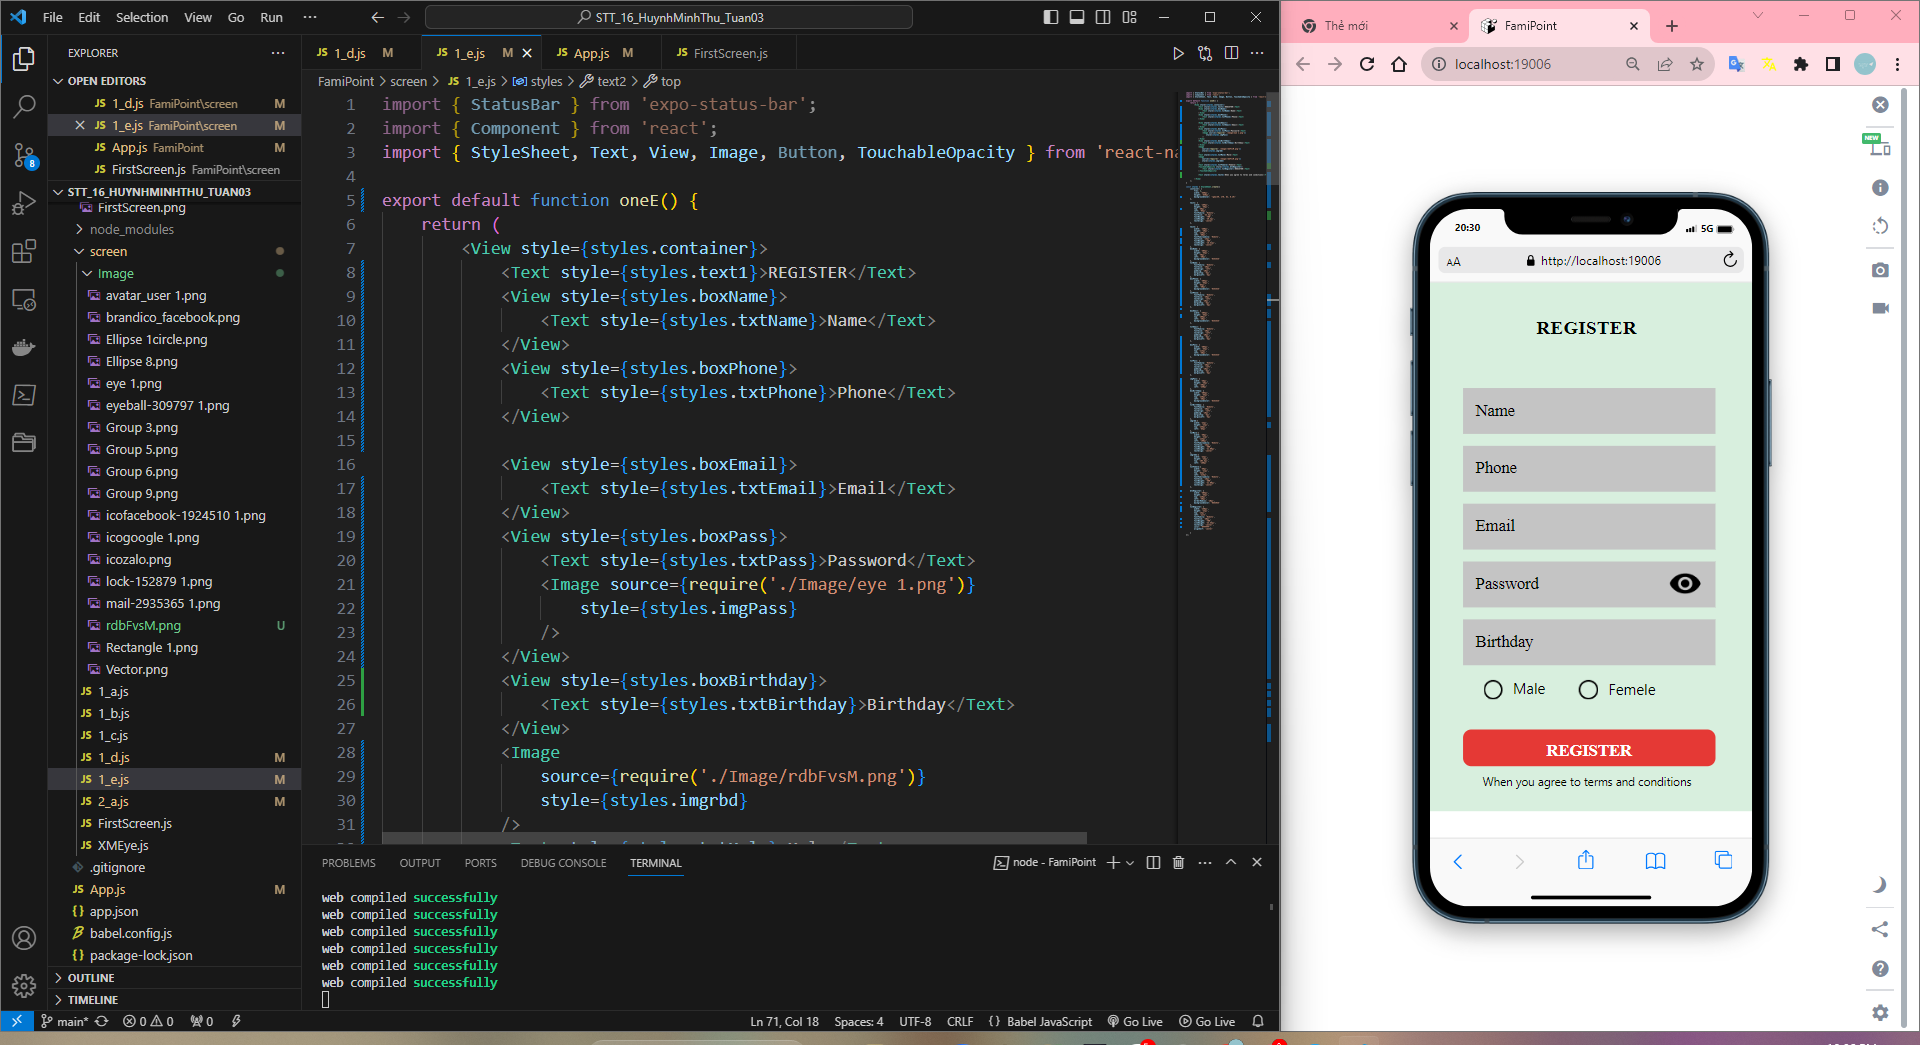 File Edit Selection View Go Run ···
STT_16_HuynhMinhThu_Tuan03
EXPLORER
OPEN EDITORS
JS 1_d.js FamiPoint\screen M
JS 1_e.js FamiPoint\screen M
JS App.js FamiPoint M
JS FirstScreen.js FamiPoint\screen
STT_16_HUYNHMINHTHU_TUAN03
FirstScreen.png
node_modules
screen
Image
avatar_user 1.png
brandico_facebook.png
Ellipse 1circle.png
Ellipse 8.png
eye 1.png
eyeball-309797 1.png
Group 3.png
Group 5.png
Group 6.png
Group 9.png
icofacebook-1924510 1.png
icogoogle 1.png
icozalo.png
lock-152879 1.png
mail-2935365 1.png
rdbFvsM.png U
Rectangle 1.png
Vector.png
JS 1_a.js
JS 1_b.js
JS 1_c.js
JS 1_d.js M
JS 1_e.js M
JS 2_a.js M
JS FirstScreen.js
JS XMEye.js
.gitignore
JS App.js M
{} app.json
babel.config.js
{} package-lock.json
OUTLINE
TIMELINE
8
JS 1_d.js M JS 1_e.js M JS App.js M JS FirstScreen.js
FamiPoint > screen > JS 1_e.js > styles > text2 > top
1 import { StatusBar } from 'expo-status-bar';
2 import { Component } from 'react';
3 import { StyleSheet, Text, View, Image, Button, TouchableOpacity } from 'react-na
4
5 export default function oneE() {
6 return (
7 <View style={styles.container}>
8 <Text style={styles.text1}>REGISTER</Text>
9 <View style={styles.boxName}>
10 <Text style={styles.txtName}>Name</Text>
11 </View>
12 <View style={styles.boxPhone}>
13 <Text style={styles.txtPhone}>Phone</Text>
14 </View>
15
16 <View style={styles.boxEmail}>
17 <Text style={styles.txtEmail}>Email</Text>
18 </View>
19 <View style={styles.boxPass}>
20 <Text style={styles.txtPass}>Password</Text>
21 <Image source={require('./Image/eye 1.png')}
22 style={styles.imgPass}
23 />
24 </View>
25 <View style={styles.boxBirthday}>
26 <Text style={styles.txtBirthday}>Birthday</Text>
27 </View>
28 <Image
29 source={require('./Image/rdbFvsM.png')}
30 style={styles.imgrbd}
31 />
PROBLEMS OUTPUT PORTS DEBUG CONSOLE TERMINAL
node - FamiPoint
web compiled successfully
web compiled successfully
web compiled successfully
web compiled successfully
web compiled successfully
web compiled successfully
main* 0 0 0
Ln 71, Col 18 Spaces: 4 UTF-8 CRLF {} Babel JavaScript Go Live Go Live
Thẻ mới FamiPoint
localhost:19006
NEW
20:30 5G
AA http://localhost:19006
REGISTER
Name
Phone
Email
Password
Birthday
Male Femele
REGISTER
When you agree to terms and conditions